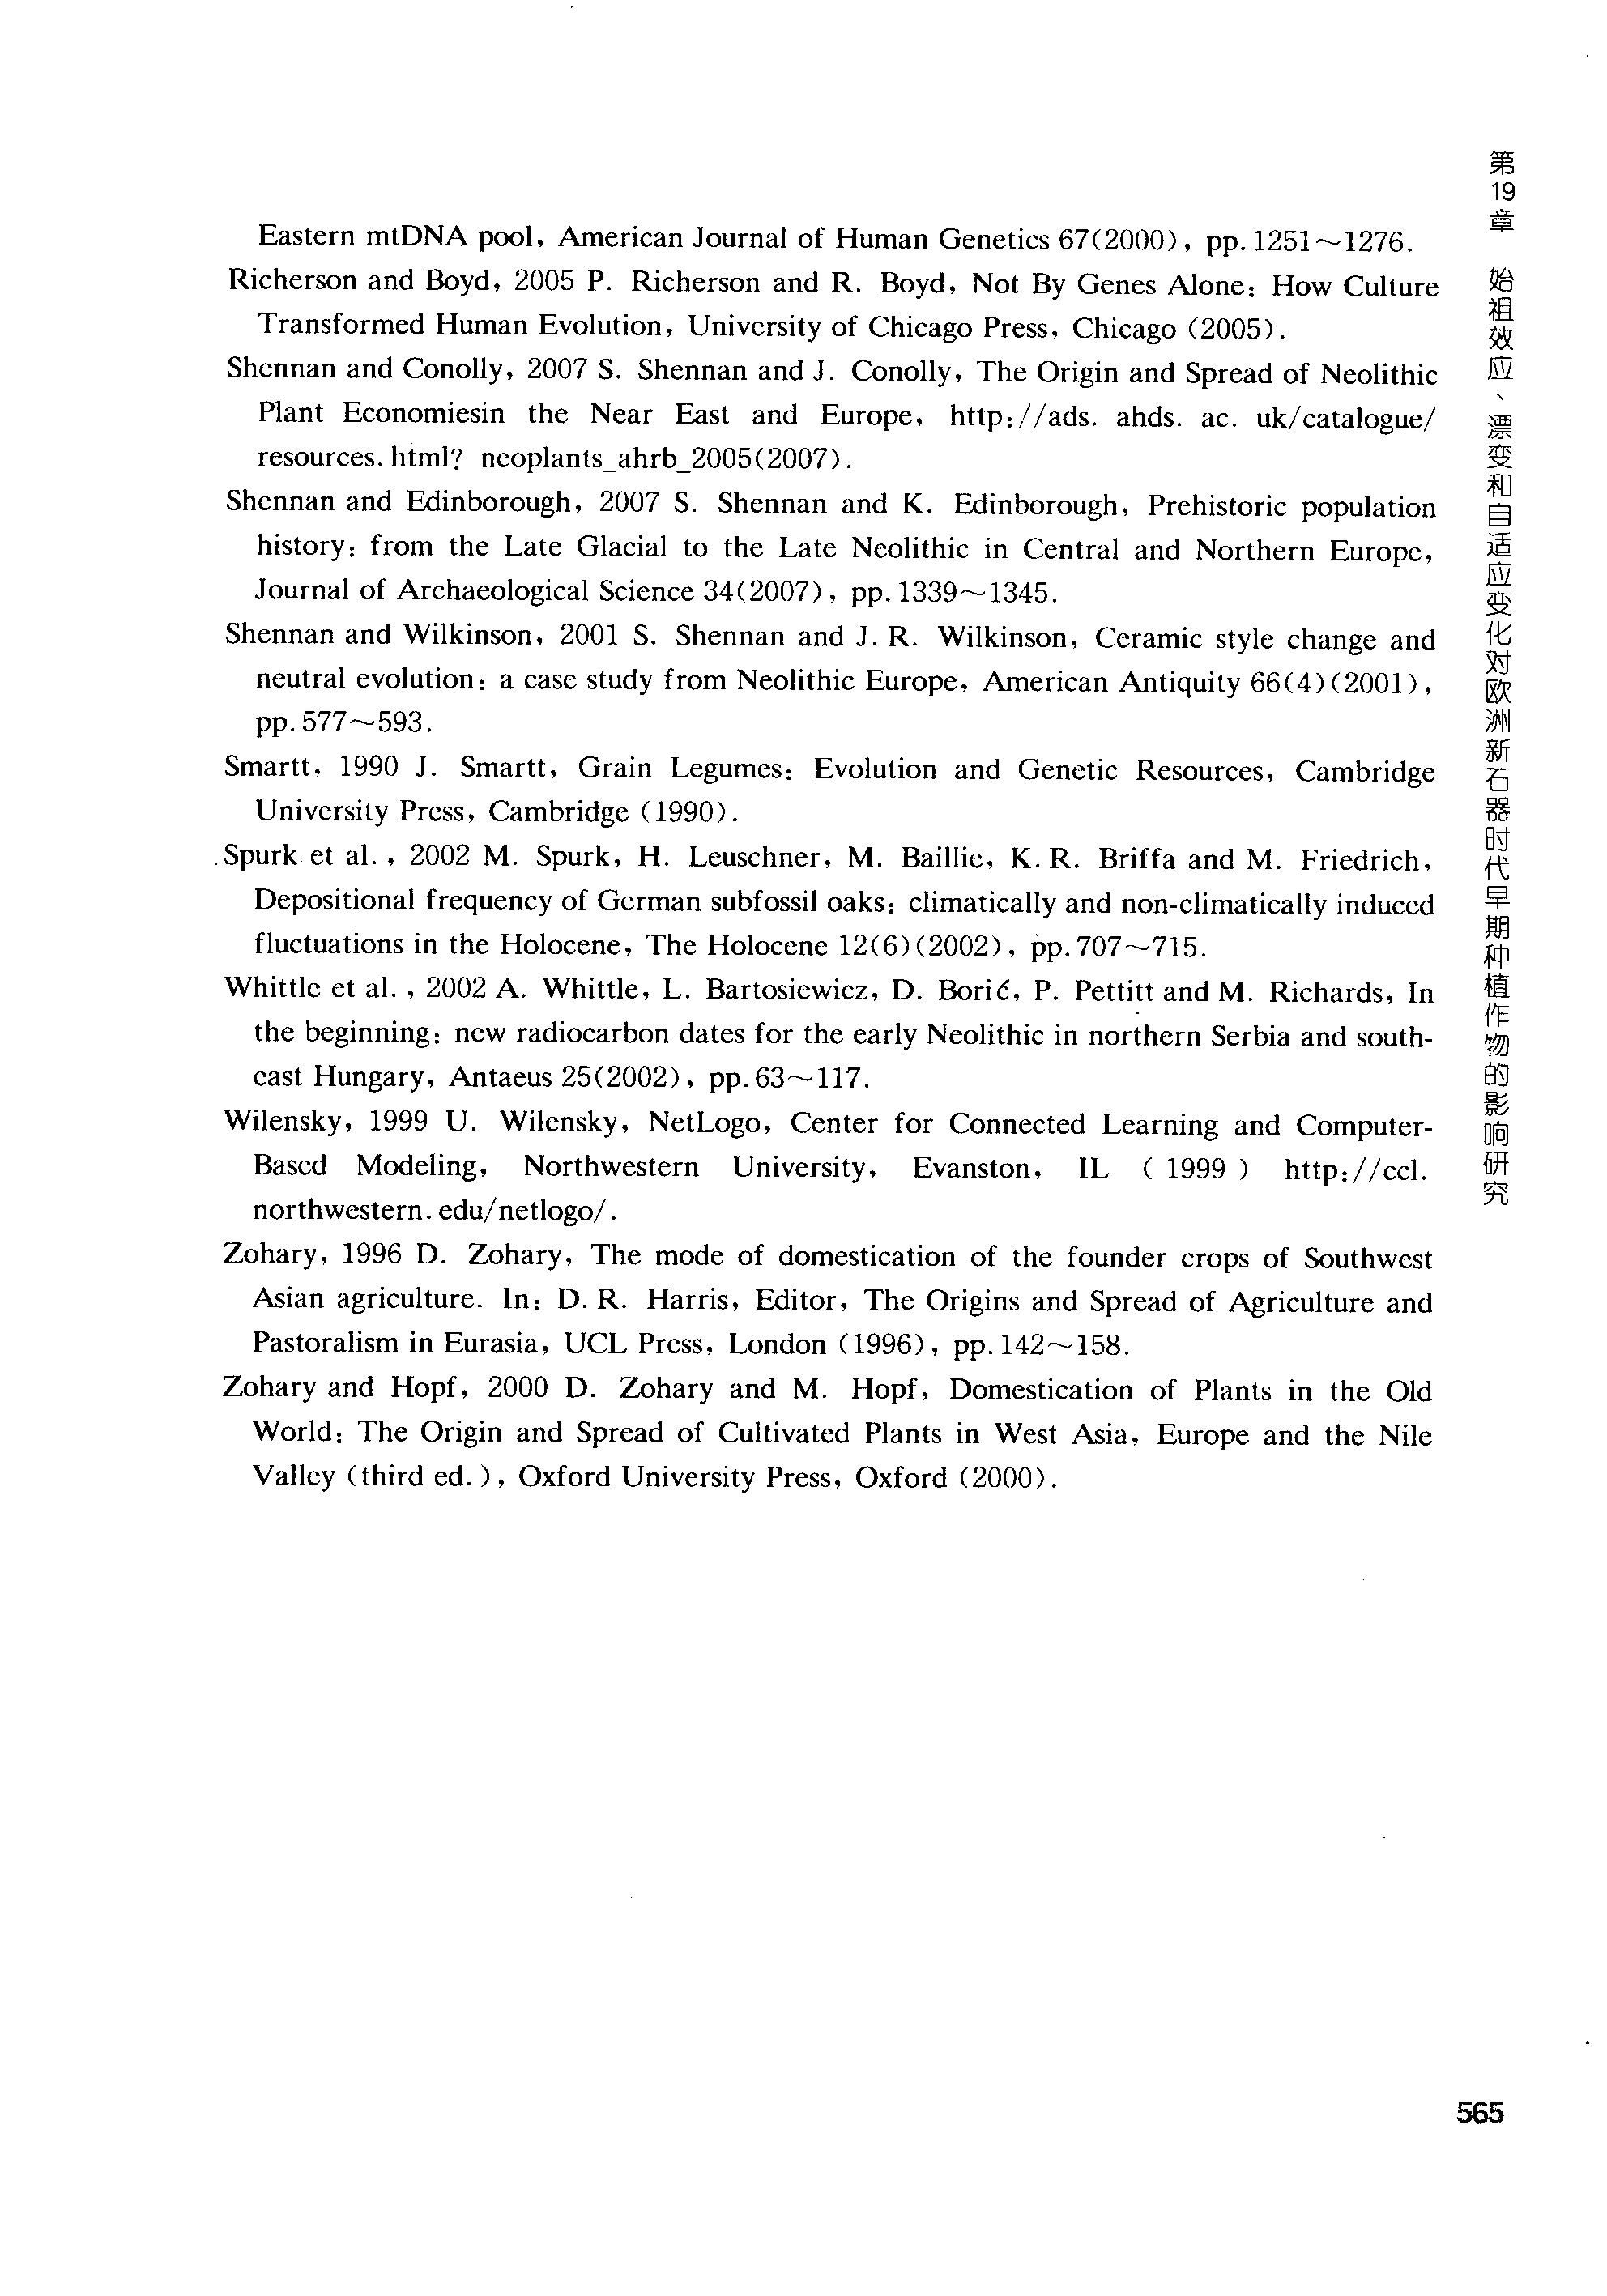 Eastern mtDNA pool, American Journal of Human Genetics 67(2000), pp. 1251～1276.
Richerson and Boyd, 2005 P. Richerson and R. Boyd, Not By Genes Alone: How Culture
Transformed Human Evolution, University of Chicago Press, Chicago (2005).
Shennan and Conolly, 2007 S. Shennan and J. Conolly, The Origin and Spread of Neolithic
Plant Economiesin the Near East and Europe, http://ads. ahds. ac. uk/catalogue/
resources. html? neoplants_ahrb_2005(2007).
Shennan and Edinborough, 2007 S. Shennan and K. Edinborough, Prehistoric population
history: from the Late Glacial to the Late Neolithic in Central and Northern Europe,
Journal of Archaeological Science 34(2007), pp. 1339～1345.
Shennan and Wilkinson, 2001 S. Shennan and J. R. Wilkinson, Ceramic style change and
neutral evolution: a case study from Neolithic Europe, American Antiquity 66(4)(2001),
pp. 577～593.
Smartt, 1990 J. Smartt, Grain Legumes: Evolution and Genetic Resources, Cambridge
University Press, Cambridge (1990).
Spurk et al. , 2002 M. Spurk, H. Leuschner, M. Baillie, K. R. Briffa and M. Friedrich,
Depositional frequency of German subfossil oaks: climatically and non-climatically induced
fluctuations in the Holocene, The Holocene 12(6)(2002), pp. 707～715.
Whittle et al. , 2002 A. Whittle, L. Bartosiewicz, D. Borić, P. Pettitt and M. Richards, In
the beginning: new radiocarbon dates for the early Neolithic in northern Serbia and south-
east Hungary, Antaeus 25(2002), pp. 63～117.
Wilensky, 1999 U. Wilensky, NetLogo, Center for Connected Learning and Computer-
Based Modeling, Northwestern University, Evanston, IL ( 1999 ) http://ccl.
northwestern. edu/netlogo/.
Zohary, 1996 D. Zohary, The mode of domestication of the founder crops of Southwest
Asian agriculture. In: D. R. Harris, Editor, The Origins and Spread of Agriculture and
Pastoralism in Eurasia, UCL Press, London (1996), pp. 142～158.
Zohary and Hopf, 2000 D. Zohary and M. Hopf, Domestication of Plants in the Old
World: The Origin and Spread of Cultivated Plants in West Asia, Europe and the Nile
Valley (third ed. ), Oxford University Press, Oxford (2000).
第19章 始祖效应、漂变和自适应变化对欧洲新石器时代早期种植作物的影响研究
565